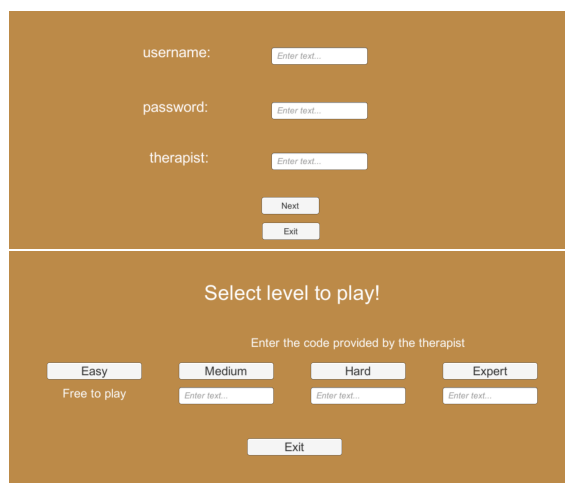 username:
Enter text...
password:
Enter text...
therapist:
Enter text...
Next
Exit
Select level to play!
Enter the code provided by the therapist
Easy Medium Hard Expert
Free to play Enter text... Enter text... Enter text...
Exit